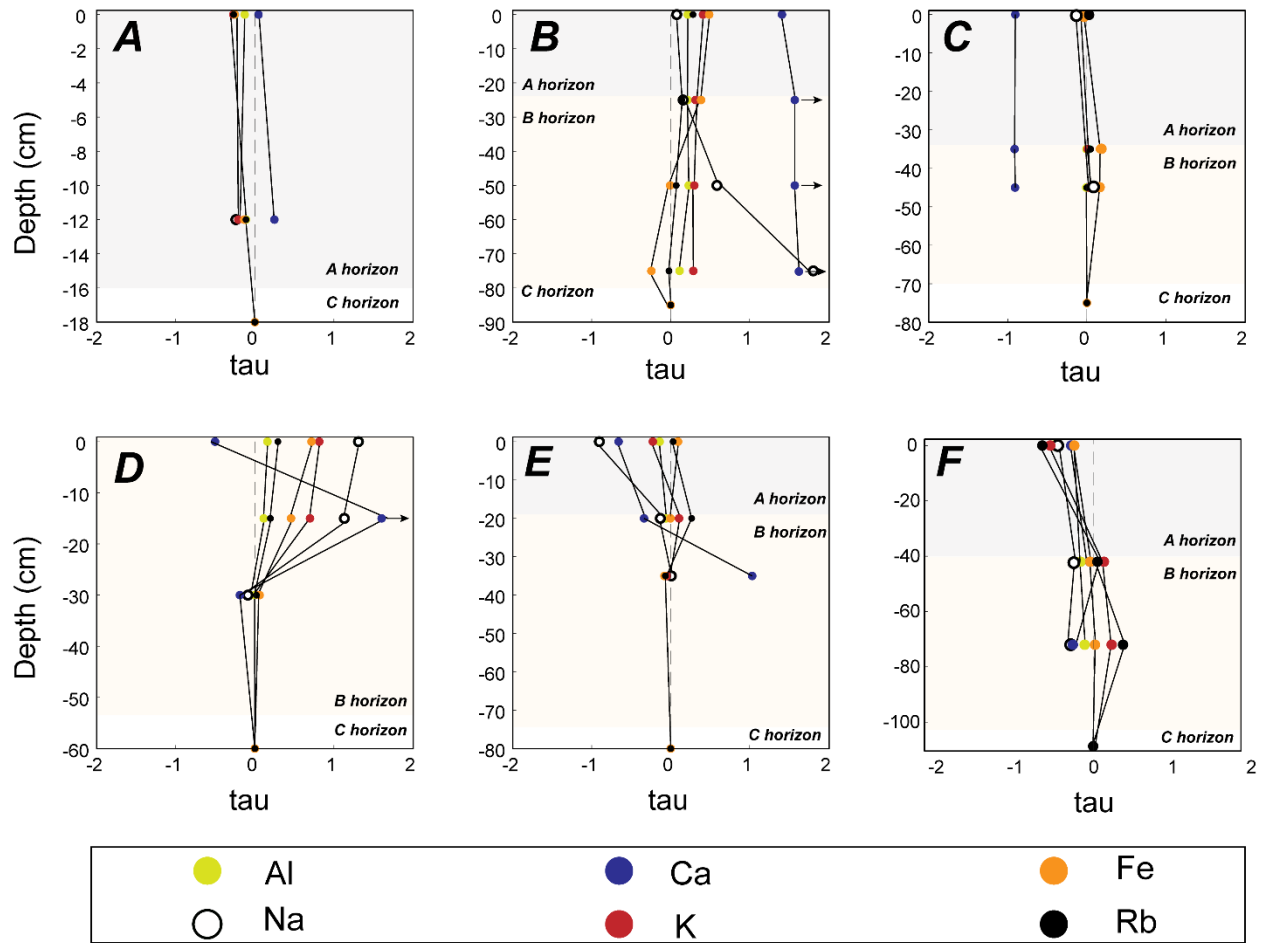 A
0
-2
-4
-6
-8
-10
-12
-14
-16
-18
A horizon
C horizon
-2 -1 0 1 2
tau
Depth (cm)
B
0
-10
-20
-30
-40
-50
-60
-70
-80
-90
A horizon
B horizon
C horizon
-2 -1 0 1 2
tau
C
0
-10
-20
-30
-40
-50
-60
-70
-80
A horizon
B horizon
C horizon
-2 -1 0 1 2
tau
D
0
-10
-20
-30
-40
-50
-60
B horizon
C horizon
-2 -1 0 1 2
tau
Depth (cm)
E
0
-10
-20
-30
-40
-50
-60
-70
-80
A horizon
B horizon
C horizon
-2 -1 0 1 2
tau
F
0
-20
-40
-60
-80
-100
A horizon
B horizon
C horizon
-2 -1 0 1 2
tau
Al Ca Fe
Na K Rb